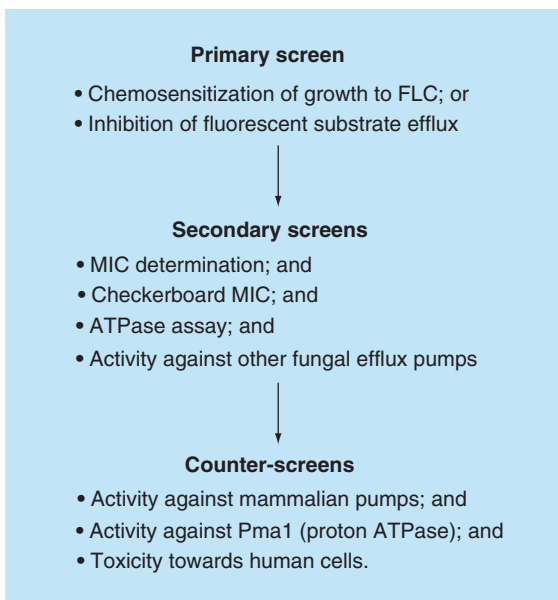 Primary screen
• Chemosensitization of growth to FLC; or
• Inhibition of fluorescent substrate efflux
Secondary screens
• MIC determination; and
• Checkerboard MIC; and
• ATPase assay; and
• Activity against other fungal efflux pumps
Counter-screens
• Activity against mammalian pumps; and
• Activity against Pma1 (proton ATPase); and
• Toxicity towards human cells.